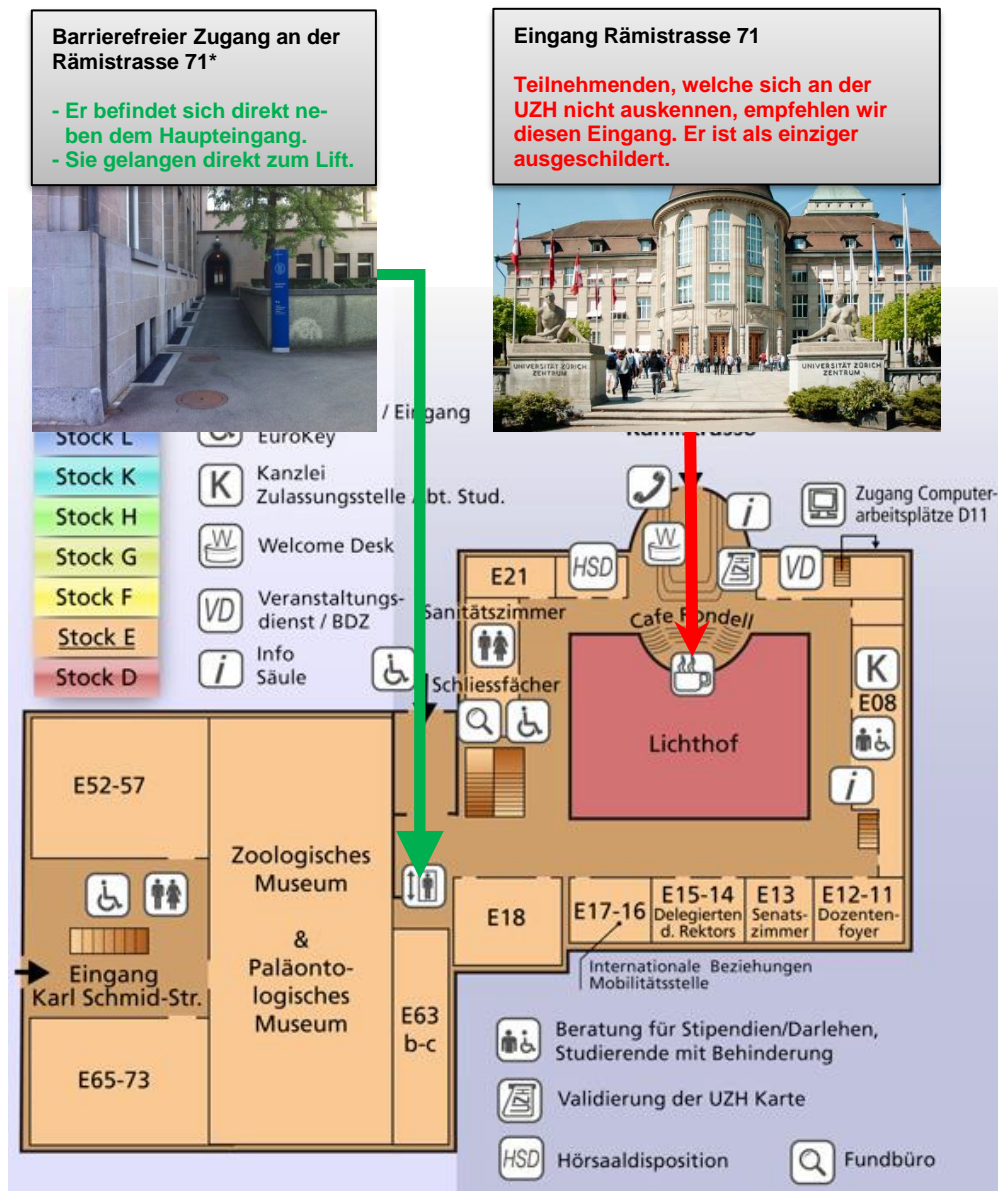 Barrierefreier Zugang an der
Rämistrasse 71*
- Er befindet sich direkt ne-
ben dem Haupteingang.
- Sie gelangen direkt zum Lift.
Eingang Rämistrasse 71
Teilnehmenden, welche sich an der
UZH nicht auskennen, empfehlen wir
diesen Eingang. Er ist als einziger
ausgeschildert.
UNIVERSITÄT ZÜRICH
ZENTRUM
UNIVERSITÄT ZÜRICH
ZENTRUM
/ Eingang
EuroKey
Stock L
Stock K
Stock H
Stock G
Stock F
Stock E
Stock D
K
Kanzlei
Zulassungsstelle Abt. Stud.
W
Welcome Desk
VD
Veranstaltungs-
dienst / BDZ
i
Info
Säule
Rämistrasse
Zugang Computer-
arbeitsplätze D11
i
W
E21
HSD
VD
Sanitätszimmer
Cafe Rondell
Schliessfächer
K
E08
i
Lichthof
E52-57
Zoologisches
Museum
&
Paläonto-
logisches
Museum
E18
E17-16
E15-14
Delegierten
d. Rektors
E13
Senats-
zimmer
E12-11
Dozenten-
foyer
Internationale Beziehungen
Mobilitätsstelle
Eingang
Karl Schmid-Str.
E63
b-c
E65-73
Beratung für Stipendien/Darlehen,
Studierende mit Behinderung
Validierung der UZH Karte
HSD
Hörsaaldisposition
Fundbüro